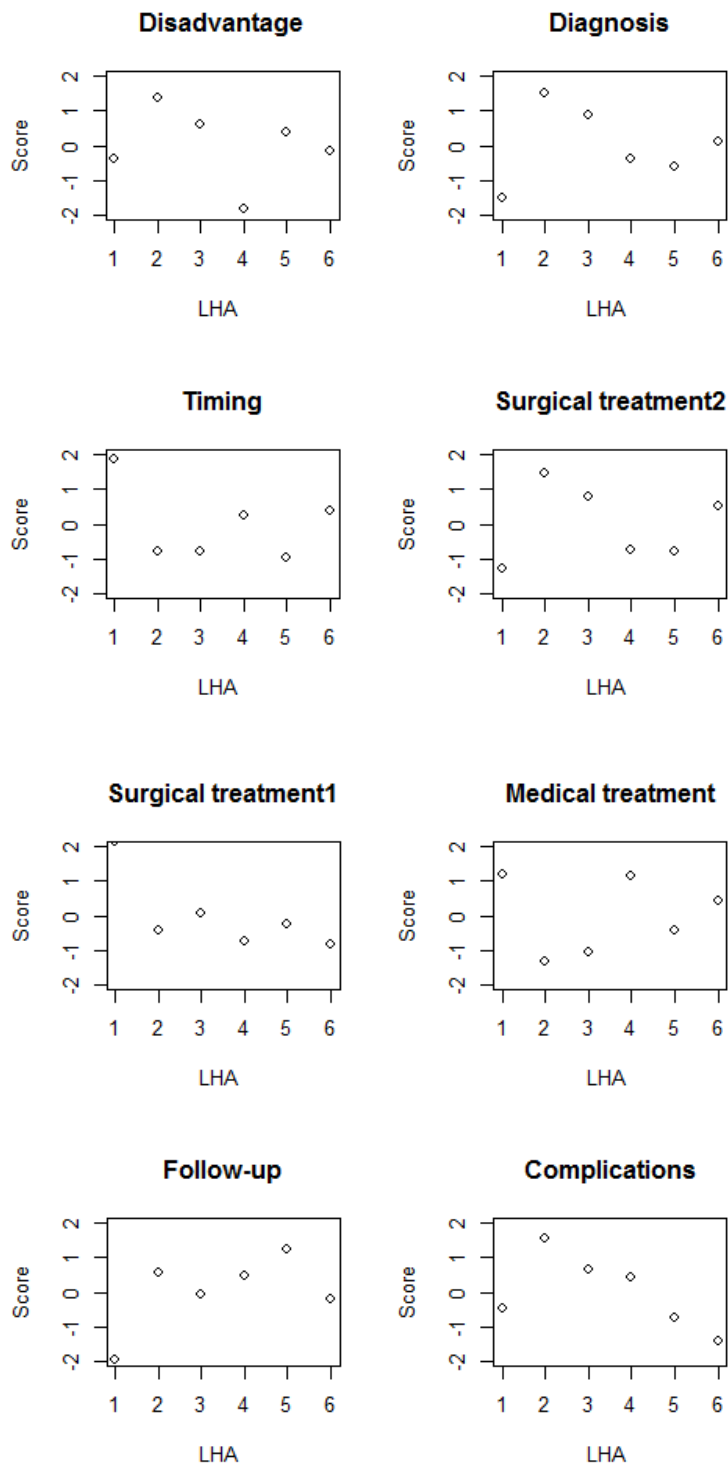 Disadvantage
Score
2
1
0
-1
-2
1 2 3 4 5 6
LHA
Diagnosis
Score
2
1
0
-1
-2
1 2 3 4 5 6
LHA
Timing
Score
2
1
0
-1
-2
1 2 3 4 5 6
LHA
Surgical treatment2
Score
2
1
0
-1
-2
1 2 3 4 5 6
LHA
Surgical treatment1
Score
2
1
0
-1
-2
1 2 3 4 5 6
LHA
Medical treatment
Score
2
1
0
-1
-2
1 2 3 4 5 6
LHA
Follow-up
Score
2
1
0
-1
-2
1 2 3 4 5 6
LHA
Complications
Score
2
1
0
-1
-2
1 2 3 4 5 6
LHA